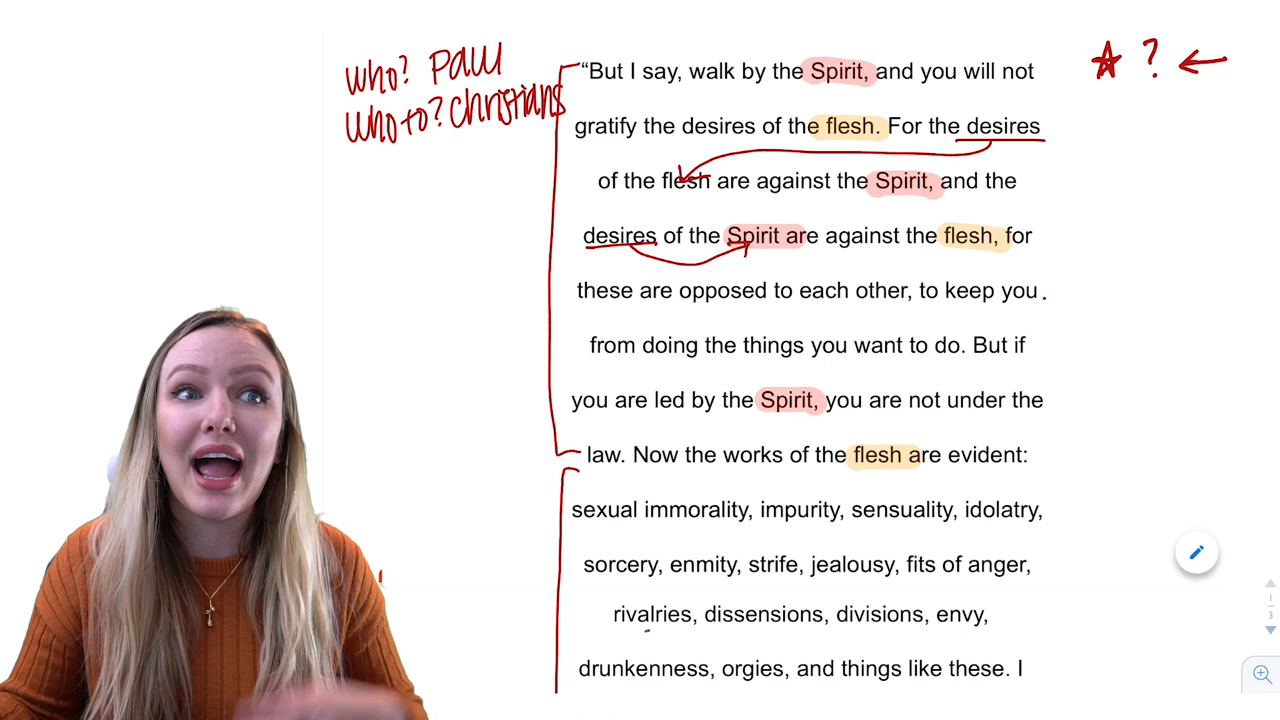 who? Paul
who to? Christians
★ ? ←
“But I say, walk by the Spirit, and you will not
gratify the desires of the flesh. For the desires
of the flesh are against the Spirit, and the
desires of the Spirit are against the flesh, for
these are opposed to each other, to keep you
from doing the things you want to do. But if
you are led by the Spirit, you are not under the
law. Now the works of the flesh are evident:
sexual immorality, impurity, sensuality, idolatry,
sorcery, enmity, strife, jealousy, fits of anger,
rivalries, dissensions, divisions, envy,
drunkenness, orgies, and things like these. I
1
3